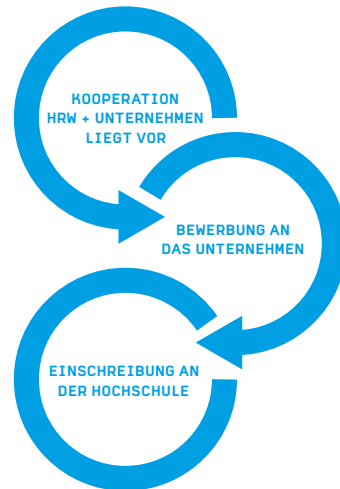 KOOPERATION
HRW + UNTERNEHMEN
LIEGT VOR
BEWERBUNG AN
DAS UNTERNEHMEN
EINSCHREIBUNG AN
DER HOCHSCHULE